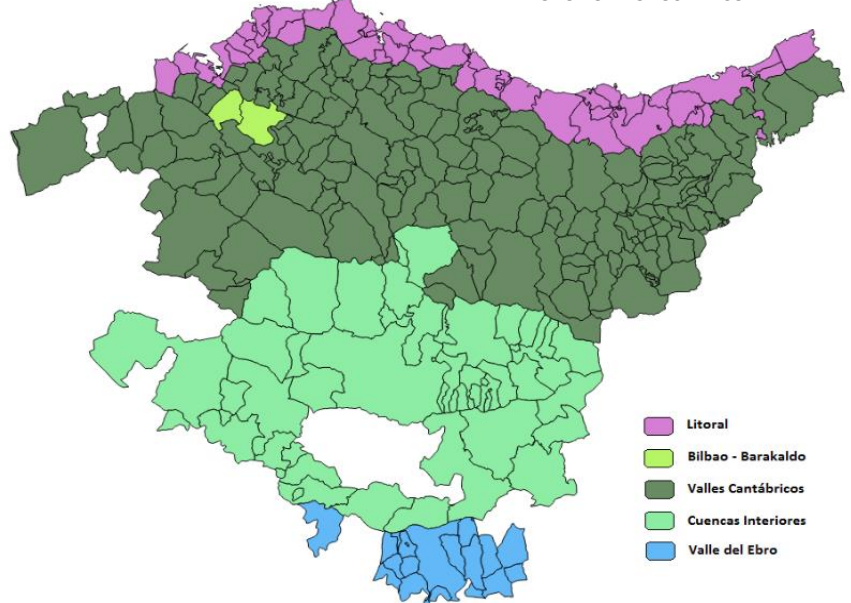 Litoral
Bilbao - Barakaldo
Valles Cantábricos
Cuencas Interiores
Valle del Ebro